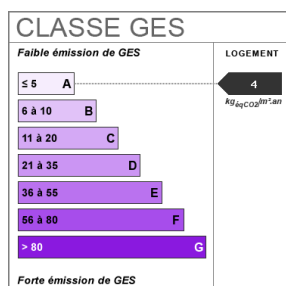 CLASSE GES
Faible émission de GES
LOGEMENT
≤ 5 A
4
kgéqCO2/m².an
6 à 10 B
11 à 20 C
21 à 35 D
36 à 55 E
56 à 80 F
> 80 G
Forte émission de GES